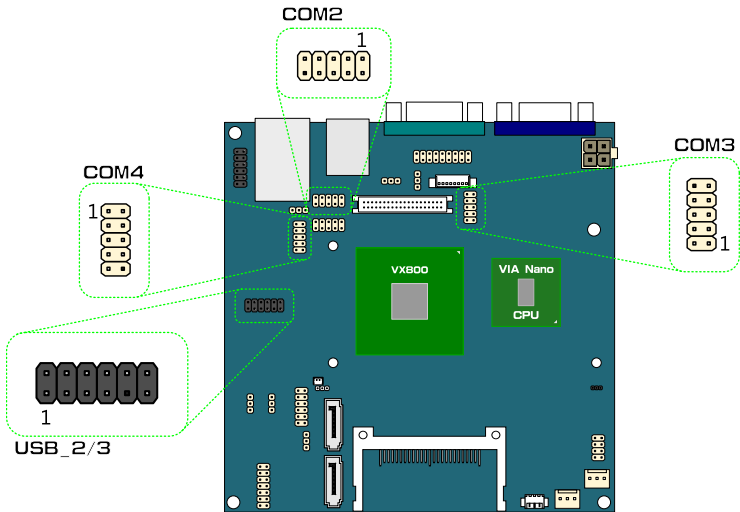 COM2
1
COM3
1
COM4
1
VX800
VIA Nano
CPU
1
USB_2/3